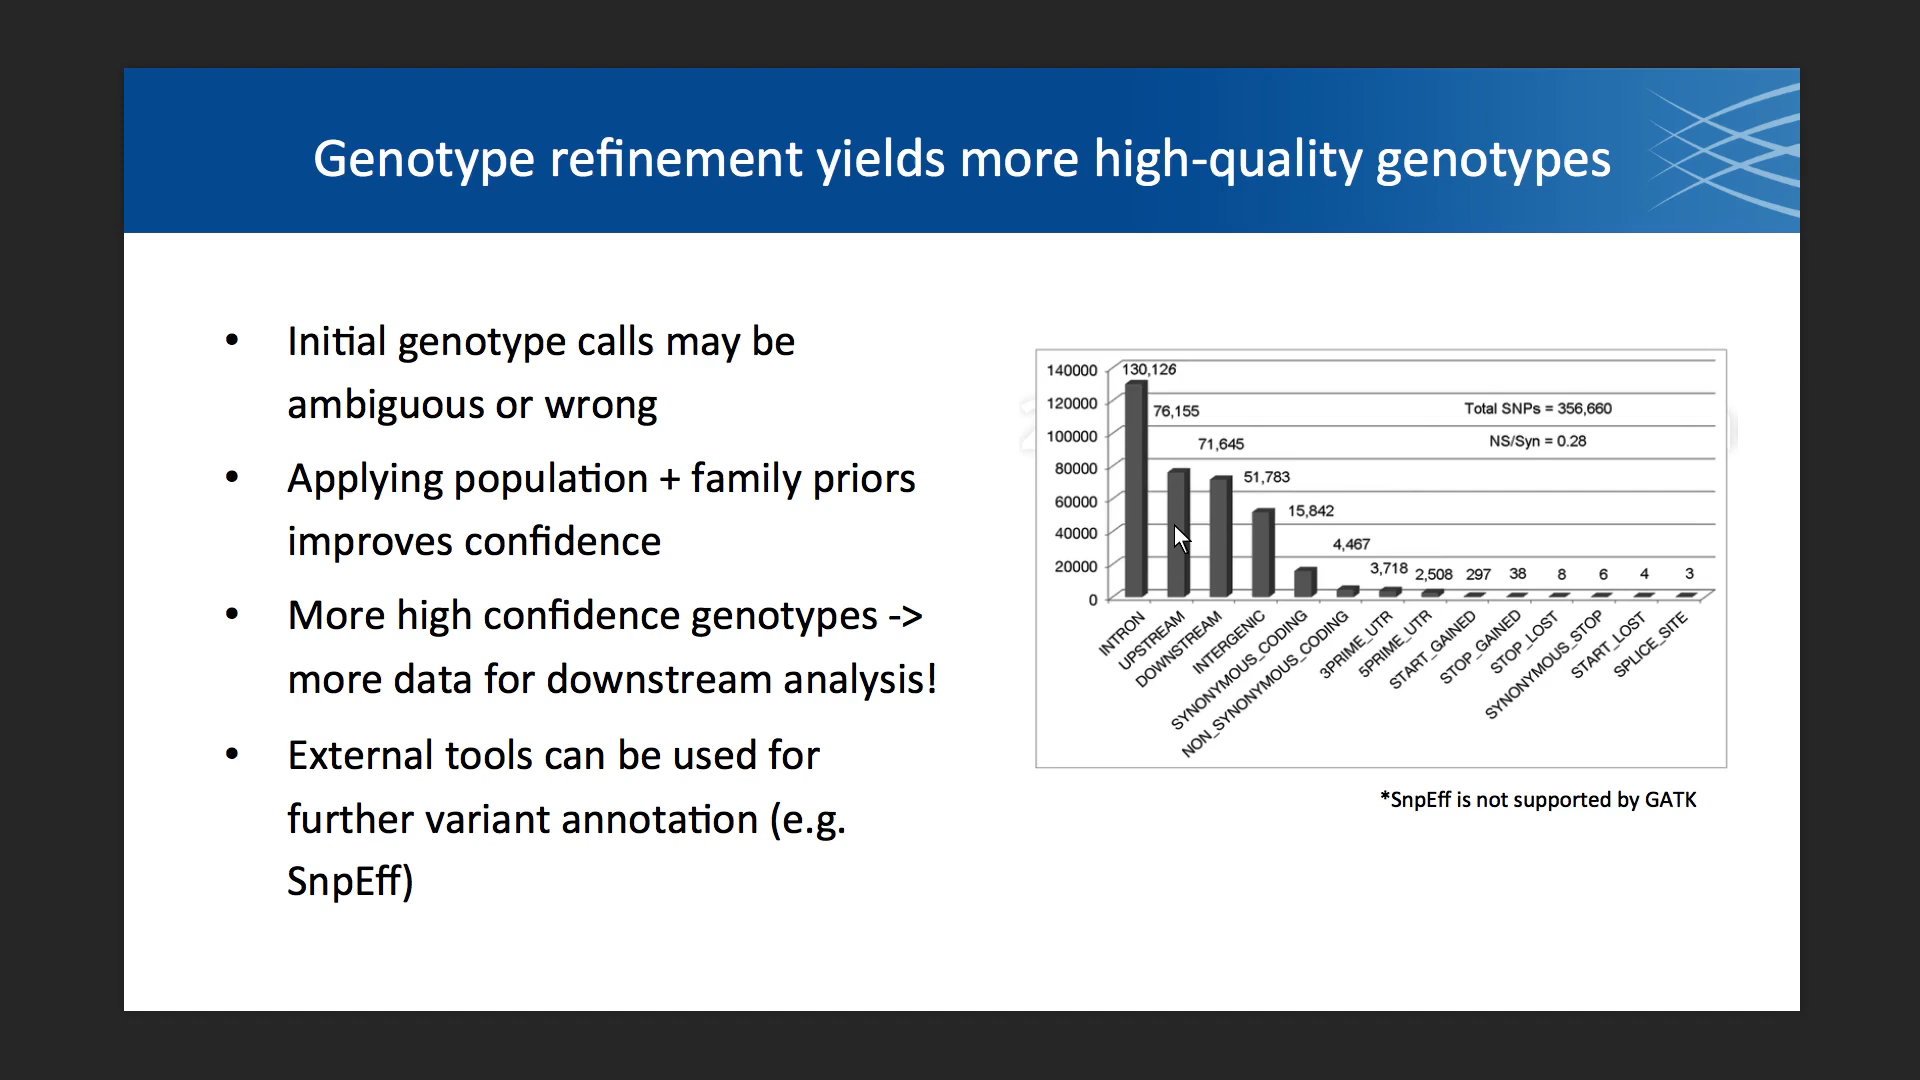 Genotype refinement yields more high-quality genotypes
• Initial genotype calls may be
ambiguous or wrong
• Applying population + family priors
improves confidence
• More high confidence genotypes ->
more data for downstream analysis!
• External tools can be used for
further variant annotation (e.g.
SnpEff)
140000
120000
100000
80000
60000
40000
20000
0
130,126
76,155
71,645
51,783
15,842
4,467
3,718
2,508
297
38
8
6
4
3
Total SNPs = 356,660
NS/Syn = 0.28
INTRON
UPSTREAM
DOWNSTREAM
INTERGENIC
SYNONYMOUS_CODING
NON_SYNONYMOUS_CODING
3PRIME_UTR
5PRIME_UTR
START_GAINED
STOP_GAINED
STOP_LOST
SYNONYMOUS_STOP
START_LOST
SPLICE_SITE
*SnpEff is not supported by GATK